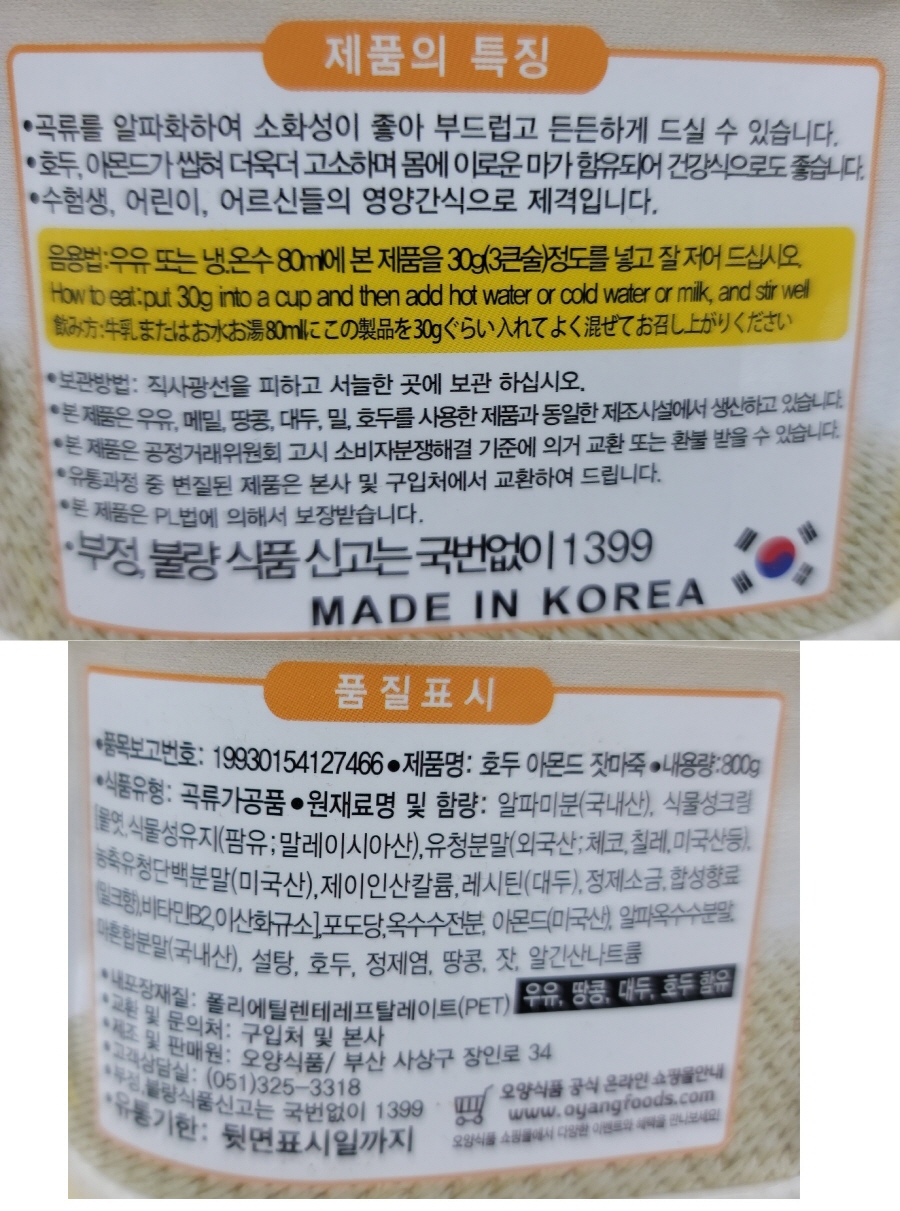 제품의 특징
•곡류를 알파화하여 소화성이 좋아 부드럽고 든든하게 드실 수 있습니다.
•호두, 아몬드가 씹혀 더욱더 고소하며 몸에 이로운 마가 함유되어 건강식으로도 좋습니다.
•수험생, 어린이, 어르신들의 영양간식으로 제격입니다.
음용법:우유 또는 냉.온수 80ml에 본 제품을 30g(3큰술)정도를 넣고 잘 저어 드십시오.
How to eat:put 30g into a cup and then add hot water or cold water or milk, and stir well
飲み方:牛乳またはお水お湯80mlにこの製品を30gぐらい入れてよく混ぜてお召し上がりください
•보관방법: 직사광선을 피하고 서늘한 곳에 보관 하십시오.
•본 제품은 우유, 메밀, 땅콩, 대두, 밀, 호두를 사용한 제품과 동일한 제조시설에서 생산하고 있습니다.
•본 제품은 공정거래위원회 고시 소비자분쟁해결 기준에 의거 교환 또는 환불 받을 수 있습니다.
•유통과정 중 변질된 제품은 본사 및 구입처에서 교환하여 드립니다.
•본 제품은 PL법에 의해서 보장받습니다.
•부정, 불량 식품 신고는 국번없이 1399
MADE IN KOREA
품질표시
•품목보고번호: 19930154127466 •제품명: 호두 아몬드 잣마죽 •내용량:800g
•식품유형: 곡류가공품 •원재료명 및 함량: 알파미분(국내산), 식물성크림
[물엿,식물성유지(팜유;말레이시아산),유청분말(외국산;체코,칠레,미국산등),
농축유청단백분말(미국산),제이인산칼륨,레시틴(대두),정제소금,합성향료
(밀크향),비타민B2,이산화규소],포도당,옥수수전분, 아몬드(미국산), 알파옥수수분말,
마혼합분말(국내산), 설탕, 호두, 정제염, 땅콩, 잣, 알긴산나트륨
•내포장재질: 폴리에틸렌테레프탈레이트(PET) 우유, 땅콩, 대두, 호두 함유
•교환 및 문의처: 구입처 및 본사
•제조 및 판매원: 오양식품/ 부산 사상구 장인로 34
•고객상담실: (051)325-3318
•부정,불량식품신고는 국번없이 1399
•유통기한: 뒷면표시일까지
오양식품 공식 온라인 쇼핑몰안내
www.oyangfoods.com
오양식품 쇼핑몰에서 다양한 이벤트와 혜택을 만나보세요!